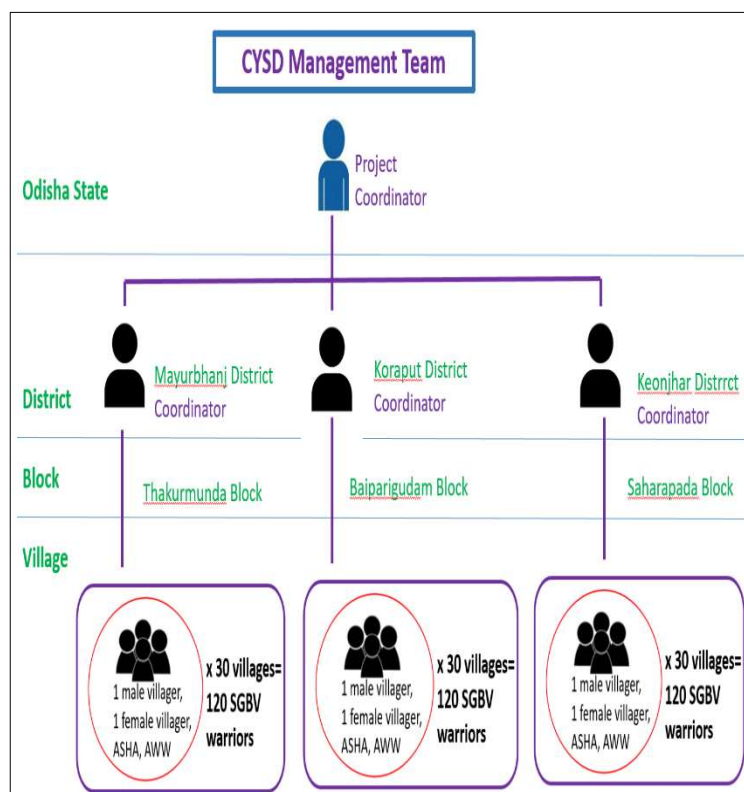 CYSD Management Team
Project
Coordinator
Odisha State
Mayurbhanj District
Coordinator
Koraput District
Coordinator
Keonjhar Distrrct
Coordinator
District
Block
Thakurmunda Block
Baiparigudam Block
Saharapada Block
Village
1 male villager,
1 female villager,
ASHA, AWW
x 30 villages=
120 SGBV
warriors
1 male villager,
1 female villager,
ASHA, AWW
x 30 villages=
120 SGBV
warriors
1 male villager,
1 female villager,
ASHA, AWW
x 30 villages=
120 SGBV
warriors